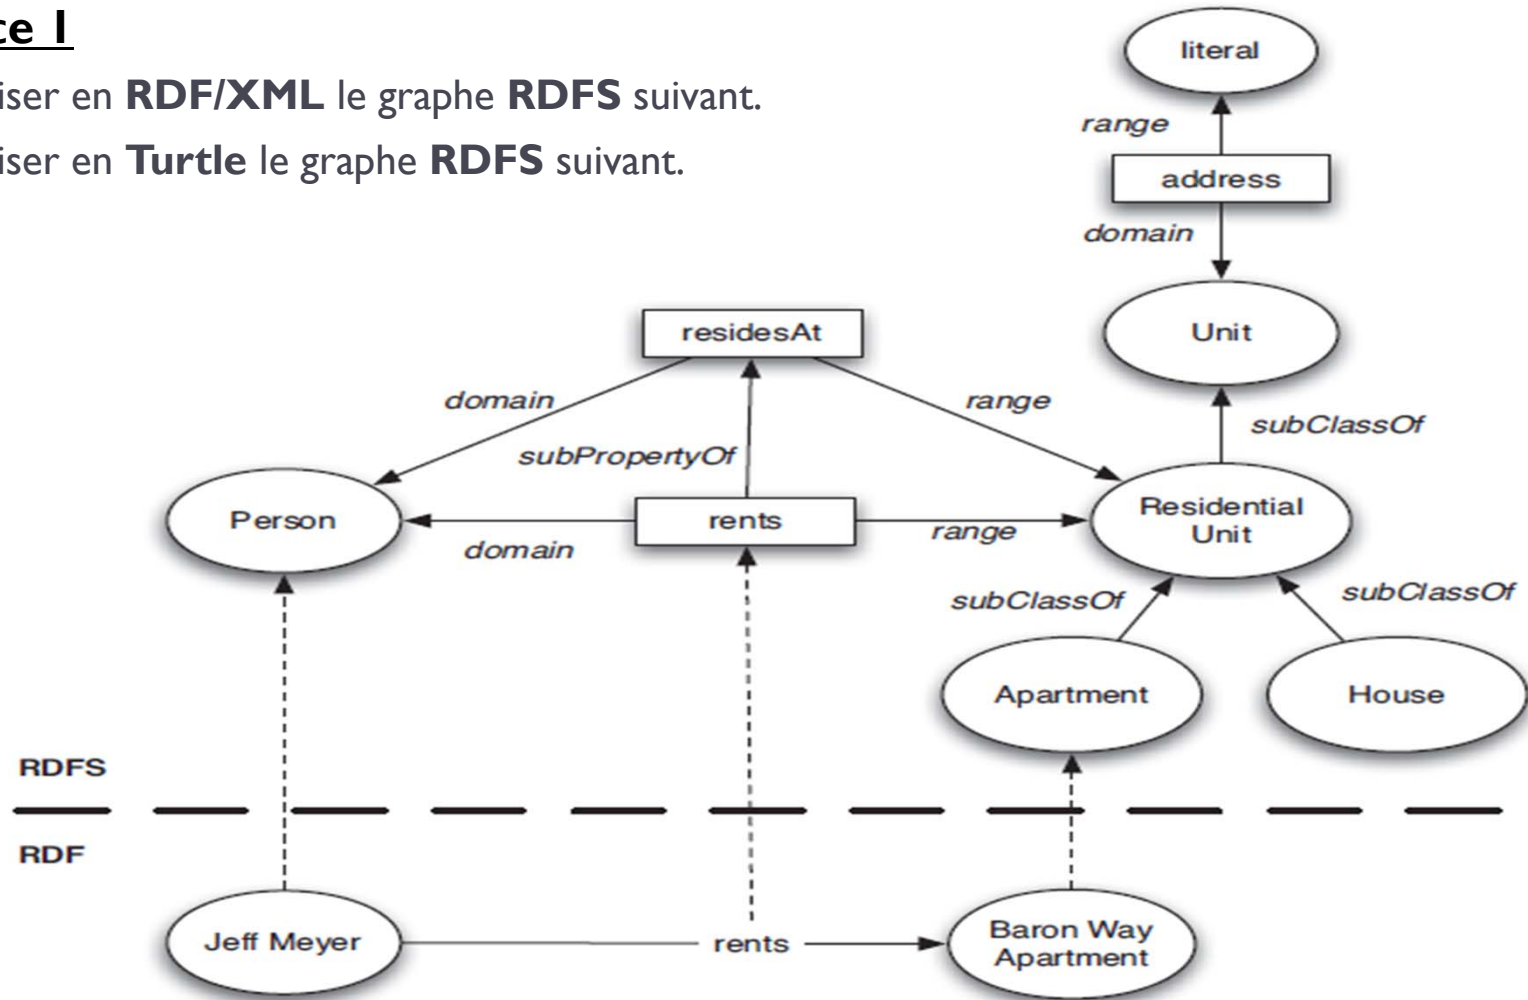 ce 1
iser en RDF/XML le graphe RDFS suivant.
iser en Turtle le graphe RDFS suivant.
literal
range
address
domain
Unit
residesAt
domain
range
subClassOf
subPropertyOf
Person
rents
Residential
Unit
domain
range
subClassOf
subClassOf
Apartment
House
RDFS
RDF
Jeff Meyer
rents
Baron Way
Apartment